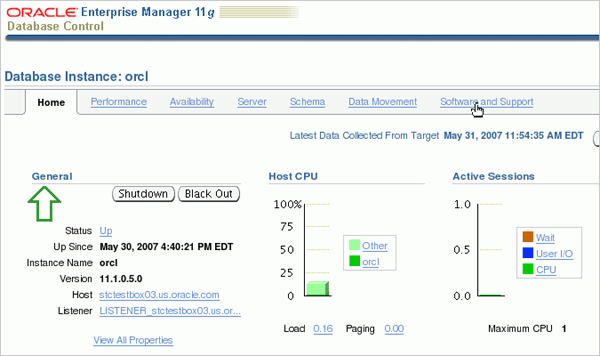 ORACLE Enterprise Manager 11g
Database Control
Database Instance: orcl
Home Performance Availability Server Schema Data Movement Software and Support
Latest Data Collected From Target May 31, 2007 11:54:35 AM EDT
General
Shutdown Black Out
Status Up
Up Since May 30, 2007 4:40:21 PM EDT
Instance Name orcl
Version 11.1.0.5.0
Host stctestbox03.us.oracle.com
Listener LISTENER_stctestbox03.us.or...
View All Properties
Host CPU
100%
75
50
25
0
Other
orcl
Load 0.16 Paging 0.00
Active Sessions
1.0
0.5
0.0
Wait
User I/O
CPU
Maximum CPU 1